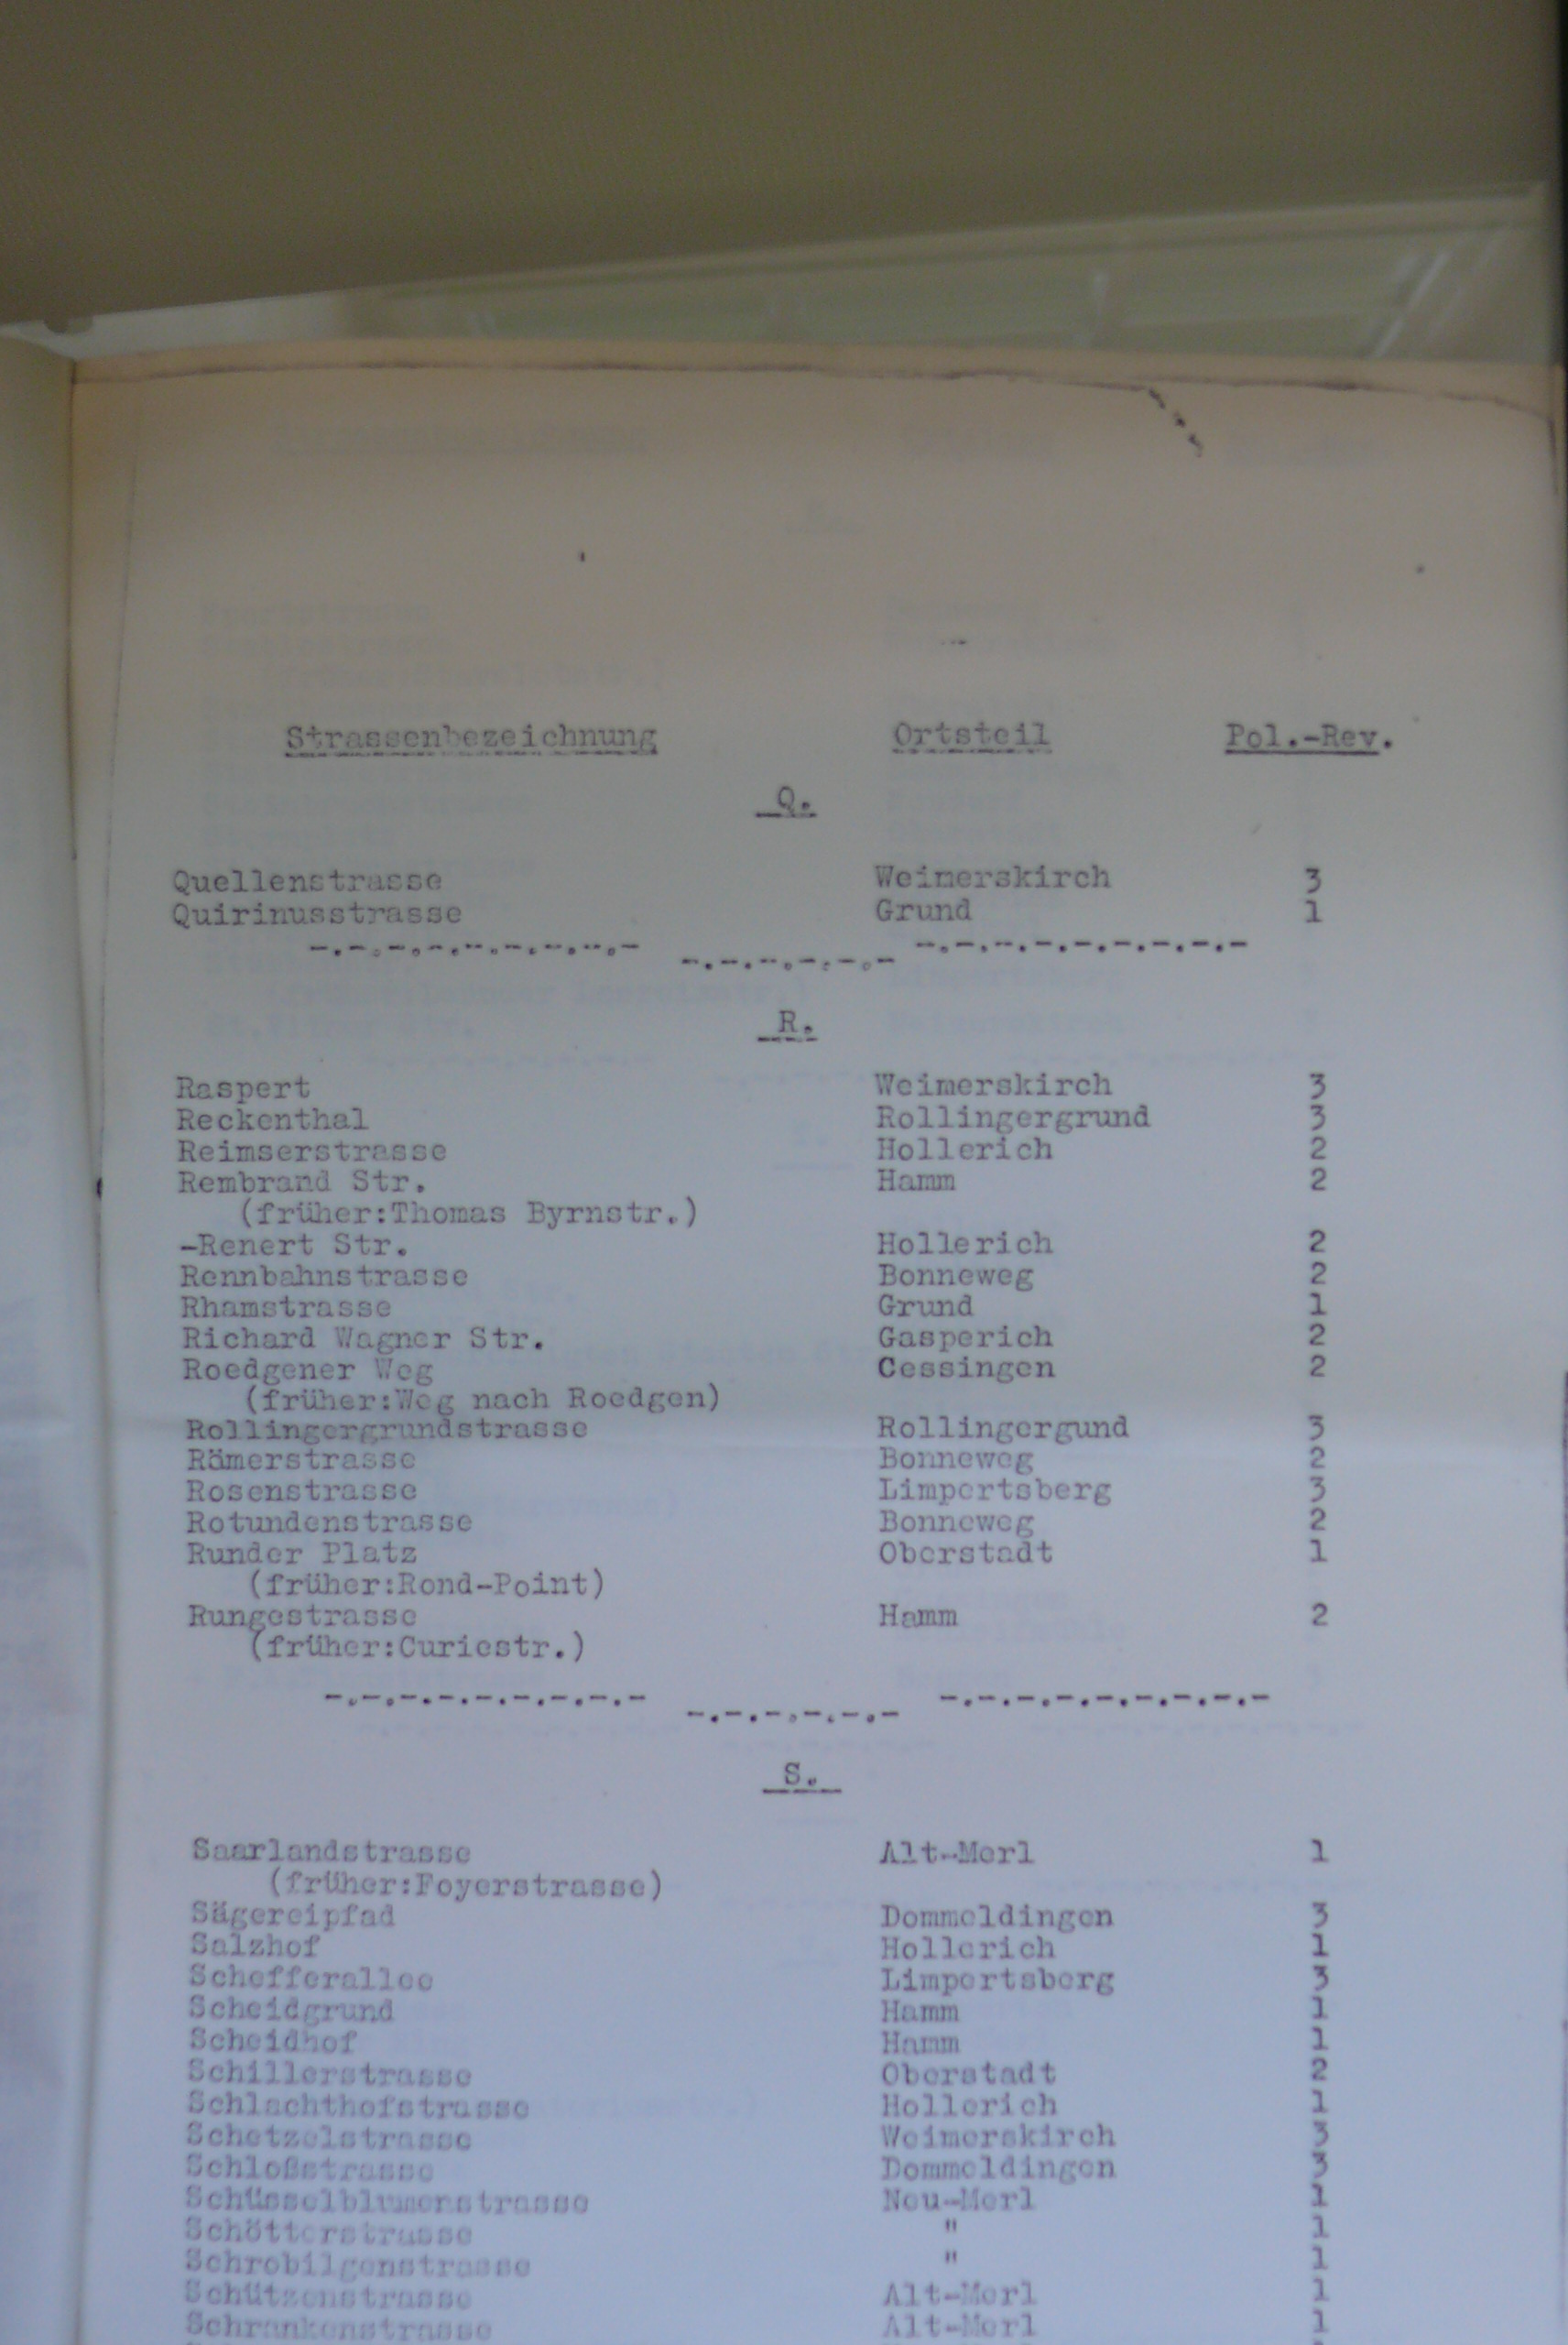 Strassenbezeichnung Ortsteil Pol.-Rev.
Q.
Quellenstrasse Weimerskirch 3
Quirinusstrasse Grund 1
R.
Raspert Weimerskirch 3
Reckenthal Rollingergrund 3
Reimserstrasse Hollerich 2
Rembrand Str. Hamm 2
(früher:Thomas Byrnstr.)
-Renert Str. Hollerich 2
Rennbahnstrasse Bonneweg 2
Rhamstrasse Grund 1
Richard Wagner Str. Gasperich 2
Roedgener Weg Cessingen 2
(früher:Weg nach Roedgen)
Rollingergrundstrasse Rollingergund 3
Römerstrasse Bonneweg 2
Rosenstrasse Limpertsberg 3
Rotundenstrasse Bonneweg 2
Runder Platz Oberstadt 1
(früher:Rond-Point)
Rungestrasse Hamm 2
(früher:Curiestr.)
S.
Saarlandstrasse Alt-Merl 1
(früher:Foyerstrasse)
Sägereipfad Dommeldingen 3
Salzhof Hollerich 1
Schefferallee Limpertsberg 3
Scheidgrund Hamm 1
Scheidhof Hamm 1
Schillerstrasse Oberstadt 2
Schlachthofstrasse Hollerich 1
Schetzelstrasse Weimerskirch 3
Schloßstrasse Dommeldingen 3
Schüsselblumerstrasse Neu-Merl 1
Schötterstrasse " 1
Schrobilgenstrasse " 1
Schützenstrasse Alt-Merl 1
Schrankenstrasse Alt-Merl 1